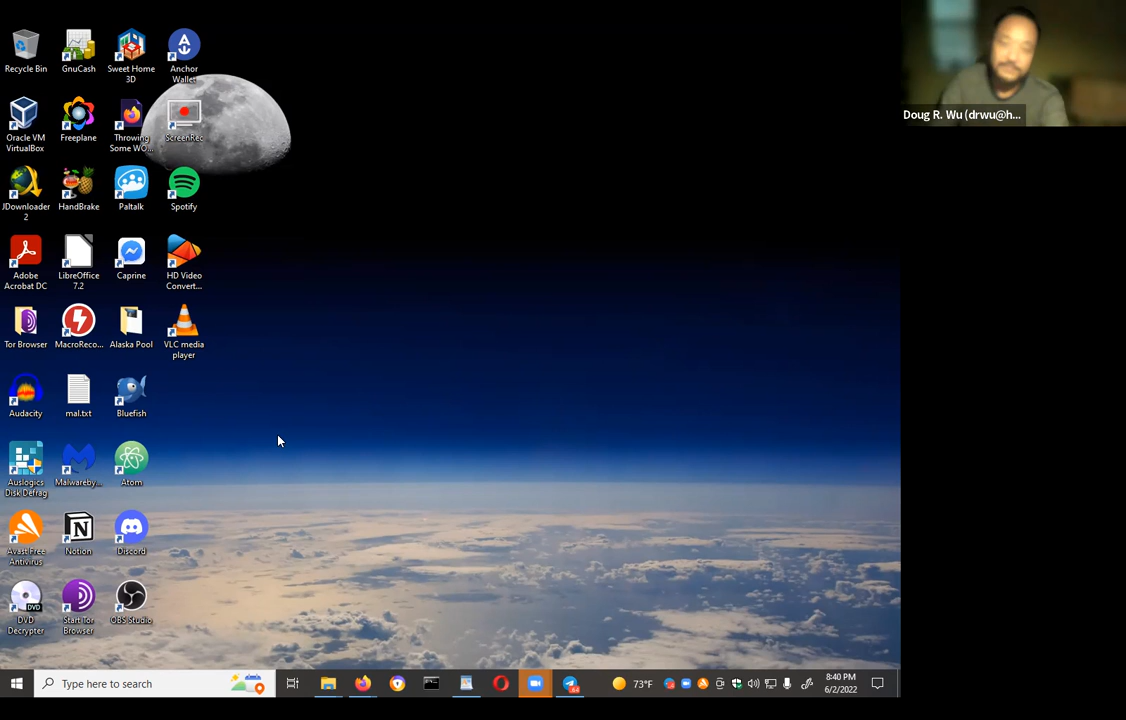 Recycle Bin
GnuCash
Sweet Home
3D
Anchor
Wallet
Oracle VM
VirtualBox
Freeplane
Throwing
Some WO...
ScreenRec
JDownloader
2
HandBrake
Paltalk
Spotify
Adobe
Acrobat DC
LibreOffice
7.2
Caprine
HD Video
Convert...
Tor Browser
MacroReco...
Alaska Pool
VLC media
player
Audacity
mal.txt
Bluefish
Auslogics
Disk Defrag
Malwareby...
Atom
Avast Free
Antivirus
Notion
Discord
DVD
DVD
Decrypter
Start Tor
Browser
OBS Studio
Doug R. Wu (drwu@h...
Type here to search
73°F
8:40 PM
6/2/2022